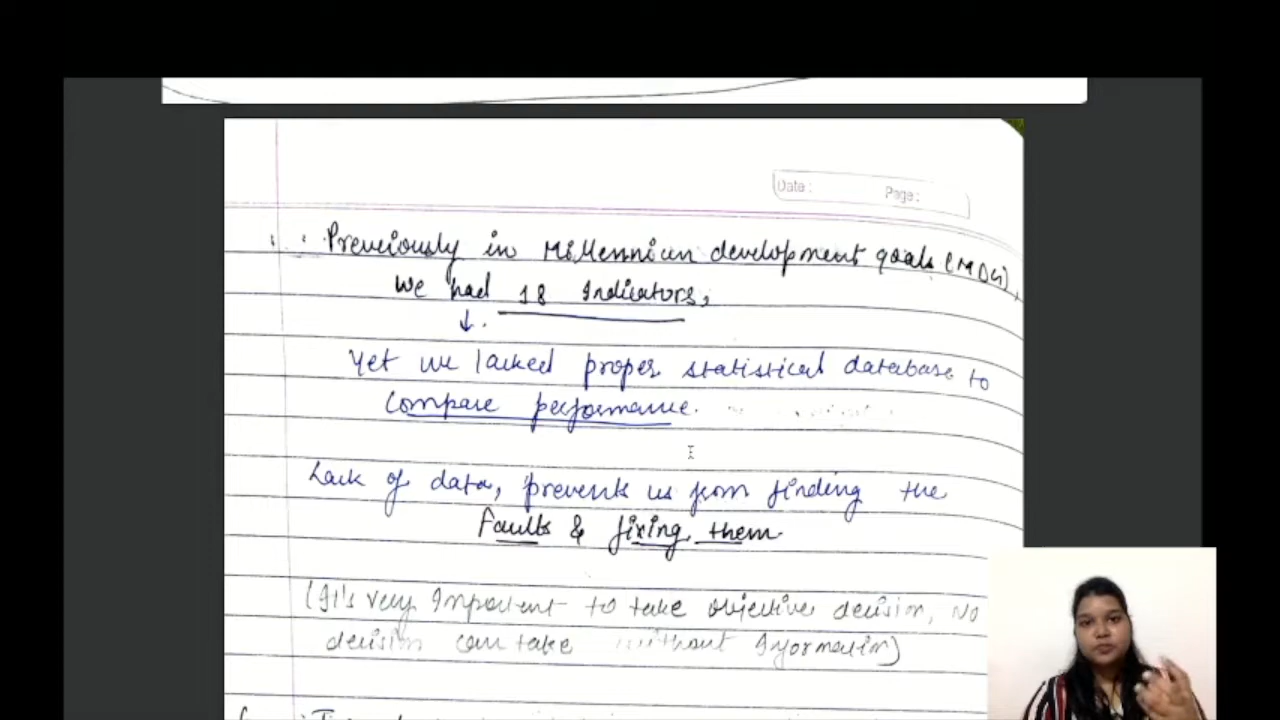 Date : Page :
Previously in Millennium development goals (MDG),
we had 18 Indicators,
Yet we lacked proper statistical database to
compare performance.
Lack of data, prevents us from finding the
Faults & fixing them
(It's very Important to take objective decision, No
decision can take without Information)